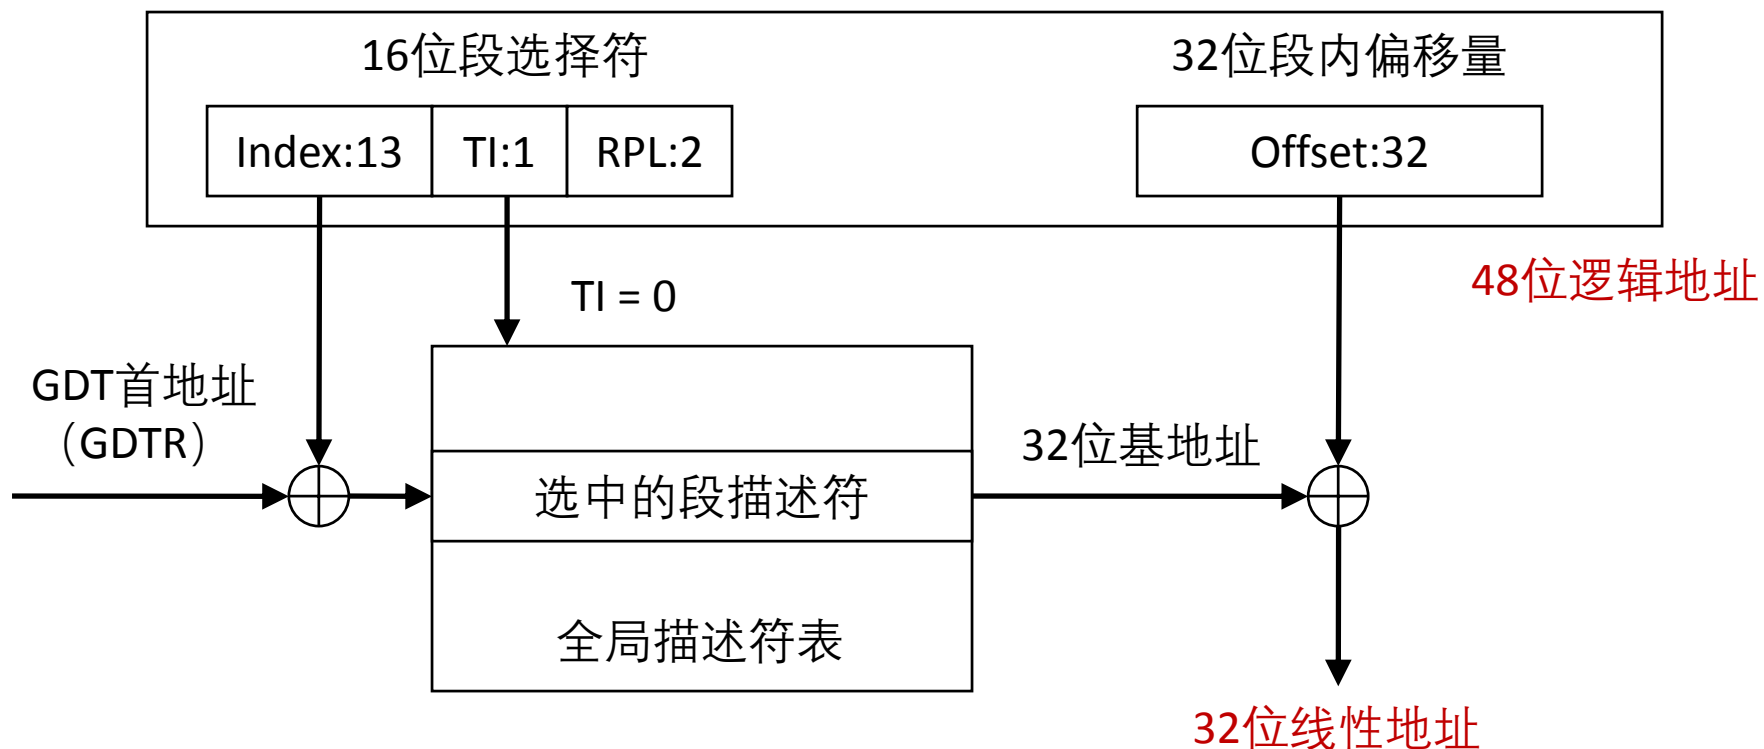 16位段选择符
32位段内偏移量
Index:13
TI:1
RPL:2
Offset:32
48位逻辑地址
TI = 0
GDT首地址
（GDTR）
32位基地址
选中的段描述符
全局描述符表
32位线性地址